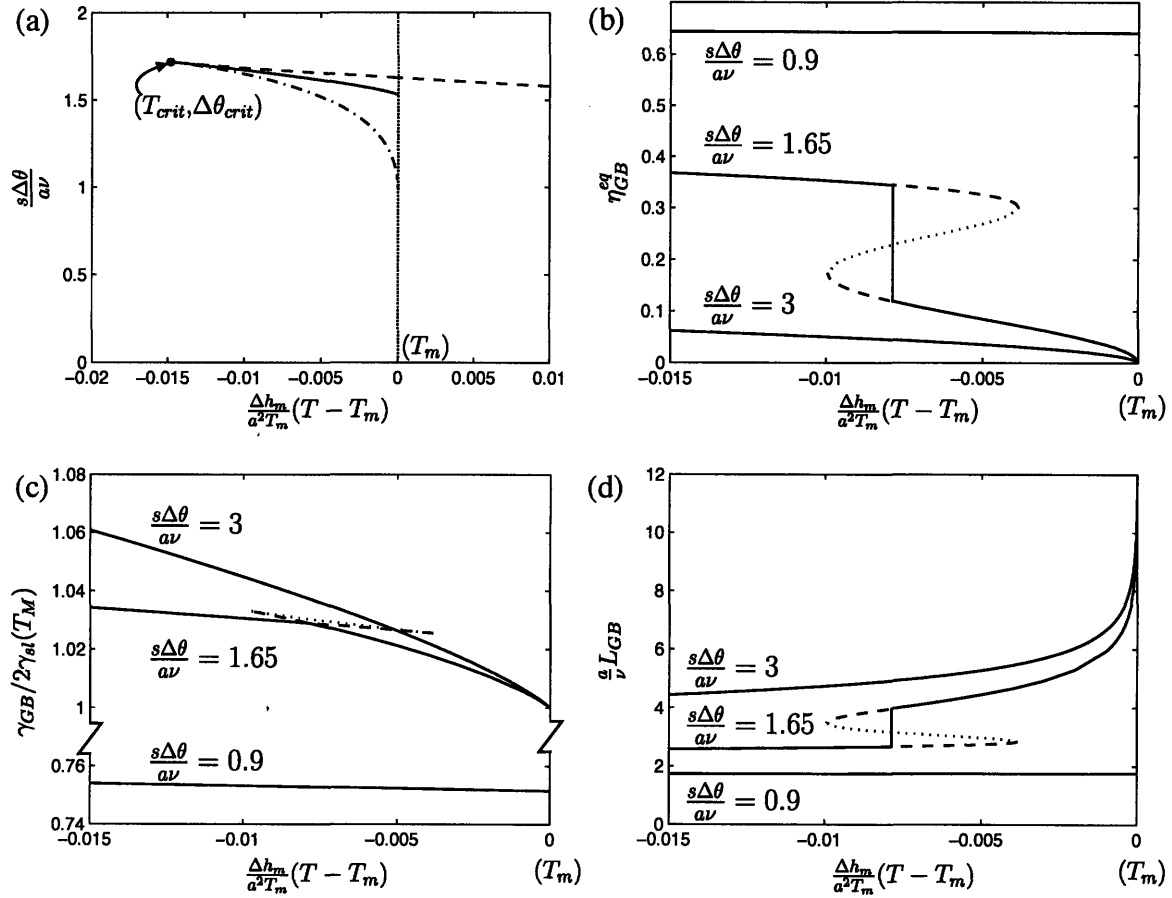 (a)
2
1.5
1
0.5
0
(T_crit, Δθ_crit)
(T_m)
sΔθ/aν
−0.02 −0.015 −0.01 −0.005 0 0.005 0.01
Δh_m/a²T_m (T − T_m)
(b)
0.6
0.5
0.4
0.3
0.2
0.1
0
η_GB^eq
sΔθ/aν = 0.9
sΔθ/aν = 1.65
sΔθ/aν = 3
−0.015 −0.01 −0.005 0
Δh_m/a²T_m (T − T_m) (T_m)
(c)
1.08
1.06
1.04
1.02
1
0.76
0.74
γ_GB/2γ_sl(T_M)
sΔθ/aν = 3
sΔθ/aν = 1.65
sΔθ/aν = 0.9
−0.015 −0.01 −0.005 0
Δh_m/a²T_m (T − T_m) (T_m)
(d)
12
10
8
6
4
2
0
a/ν L_GB
sΔθ/aν = 3
sΔθ/aν = 1.65
sΔθ/aν = 0.9
−0.015 −0.01 −0.005 0
Δh_m/a²T_m (T − T_m) (T_m)